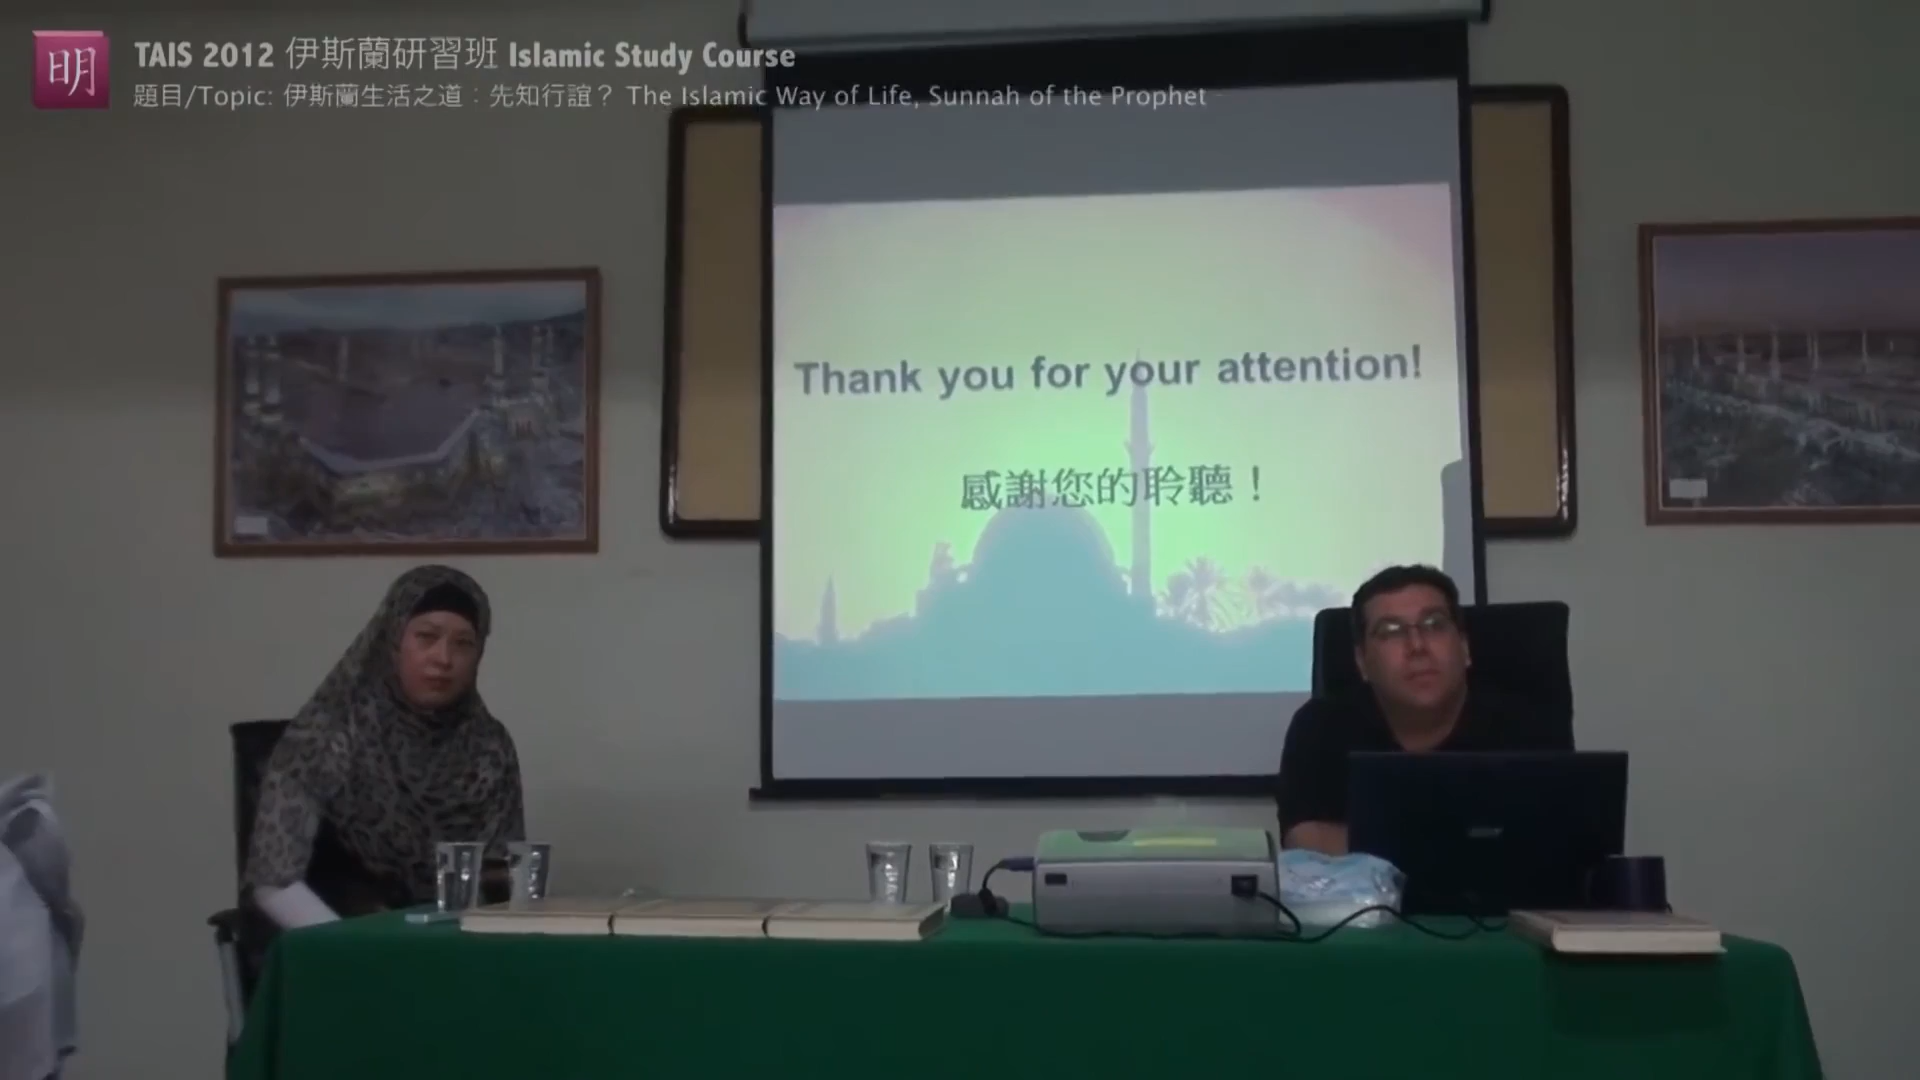 明
TAIS 2012 伊斯蘭研習班 Islamic Study Course
題目/Topic: 伊斯蘭生活之道：先知行誼？ The Islamic Way of Life, Sunnah of the Prophet -
Thank you for your attention!
感謝您的聆聽！